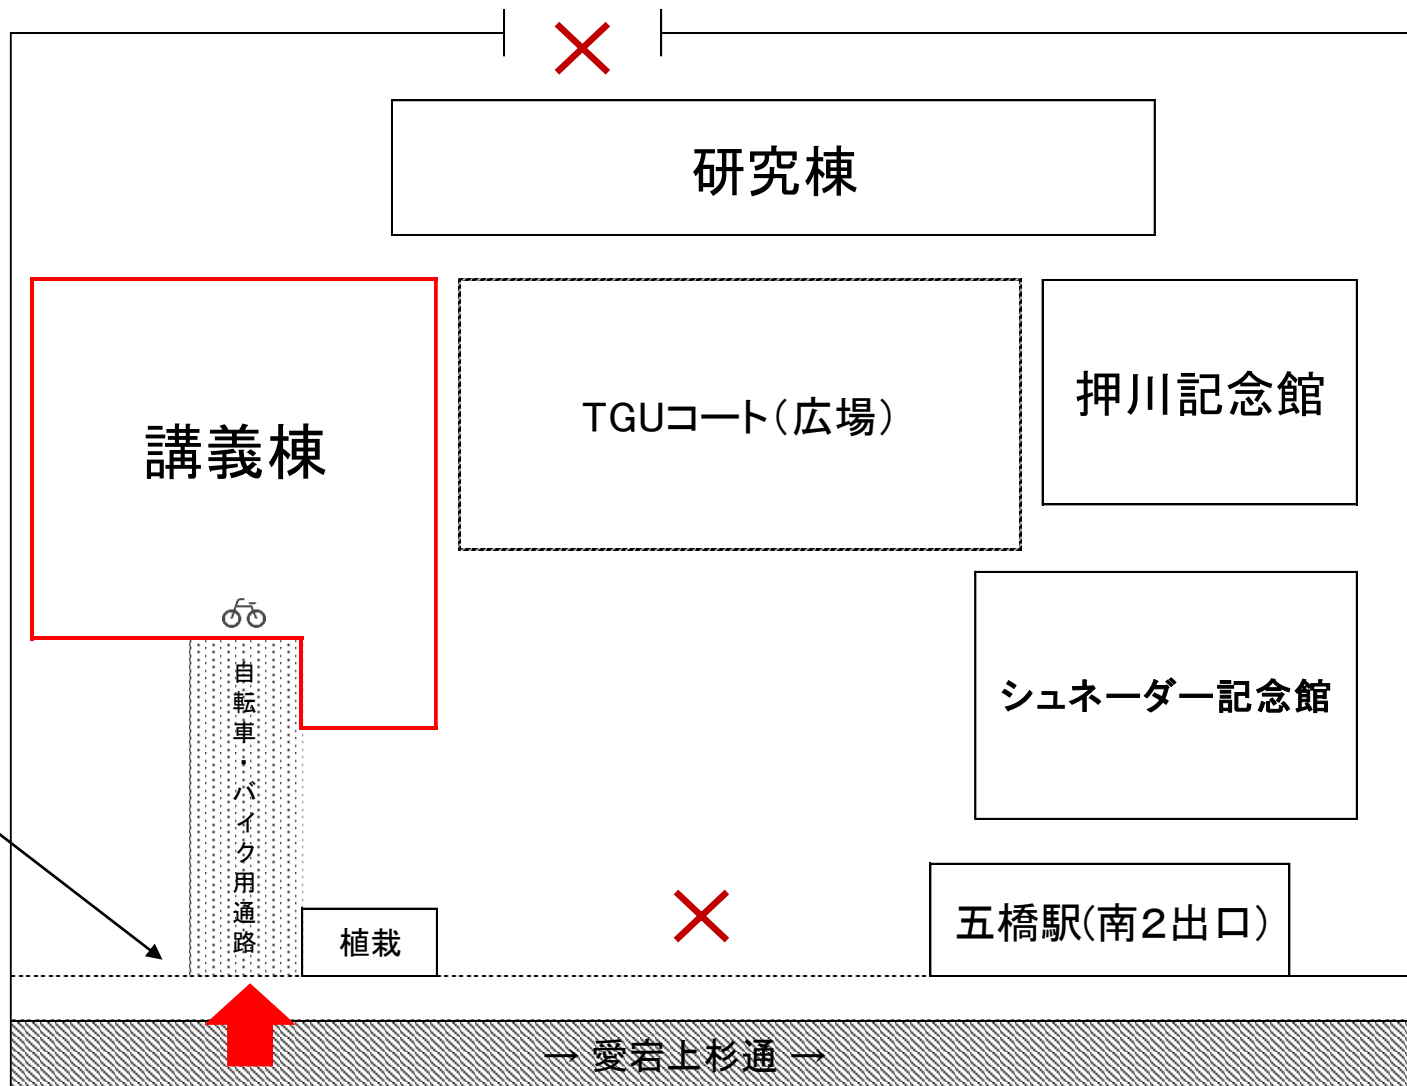 研究棟
講義棟
TGUコート（広場）
押川記念館
シュネーダー記念館
自転車・バイク用通路
植栽
五橋駅(南２出口）
→ 愛宕上杉通 →